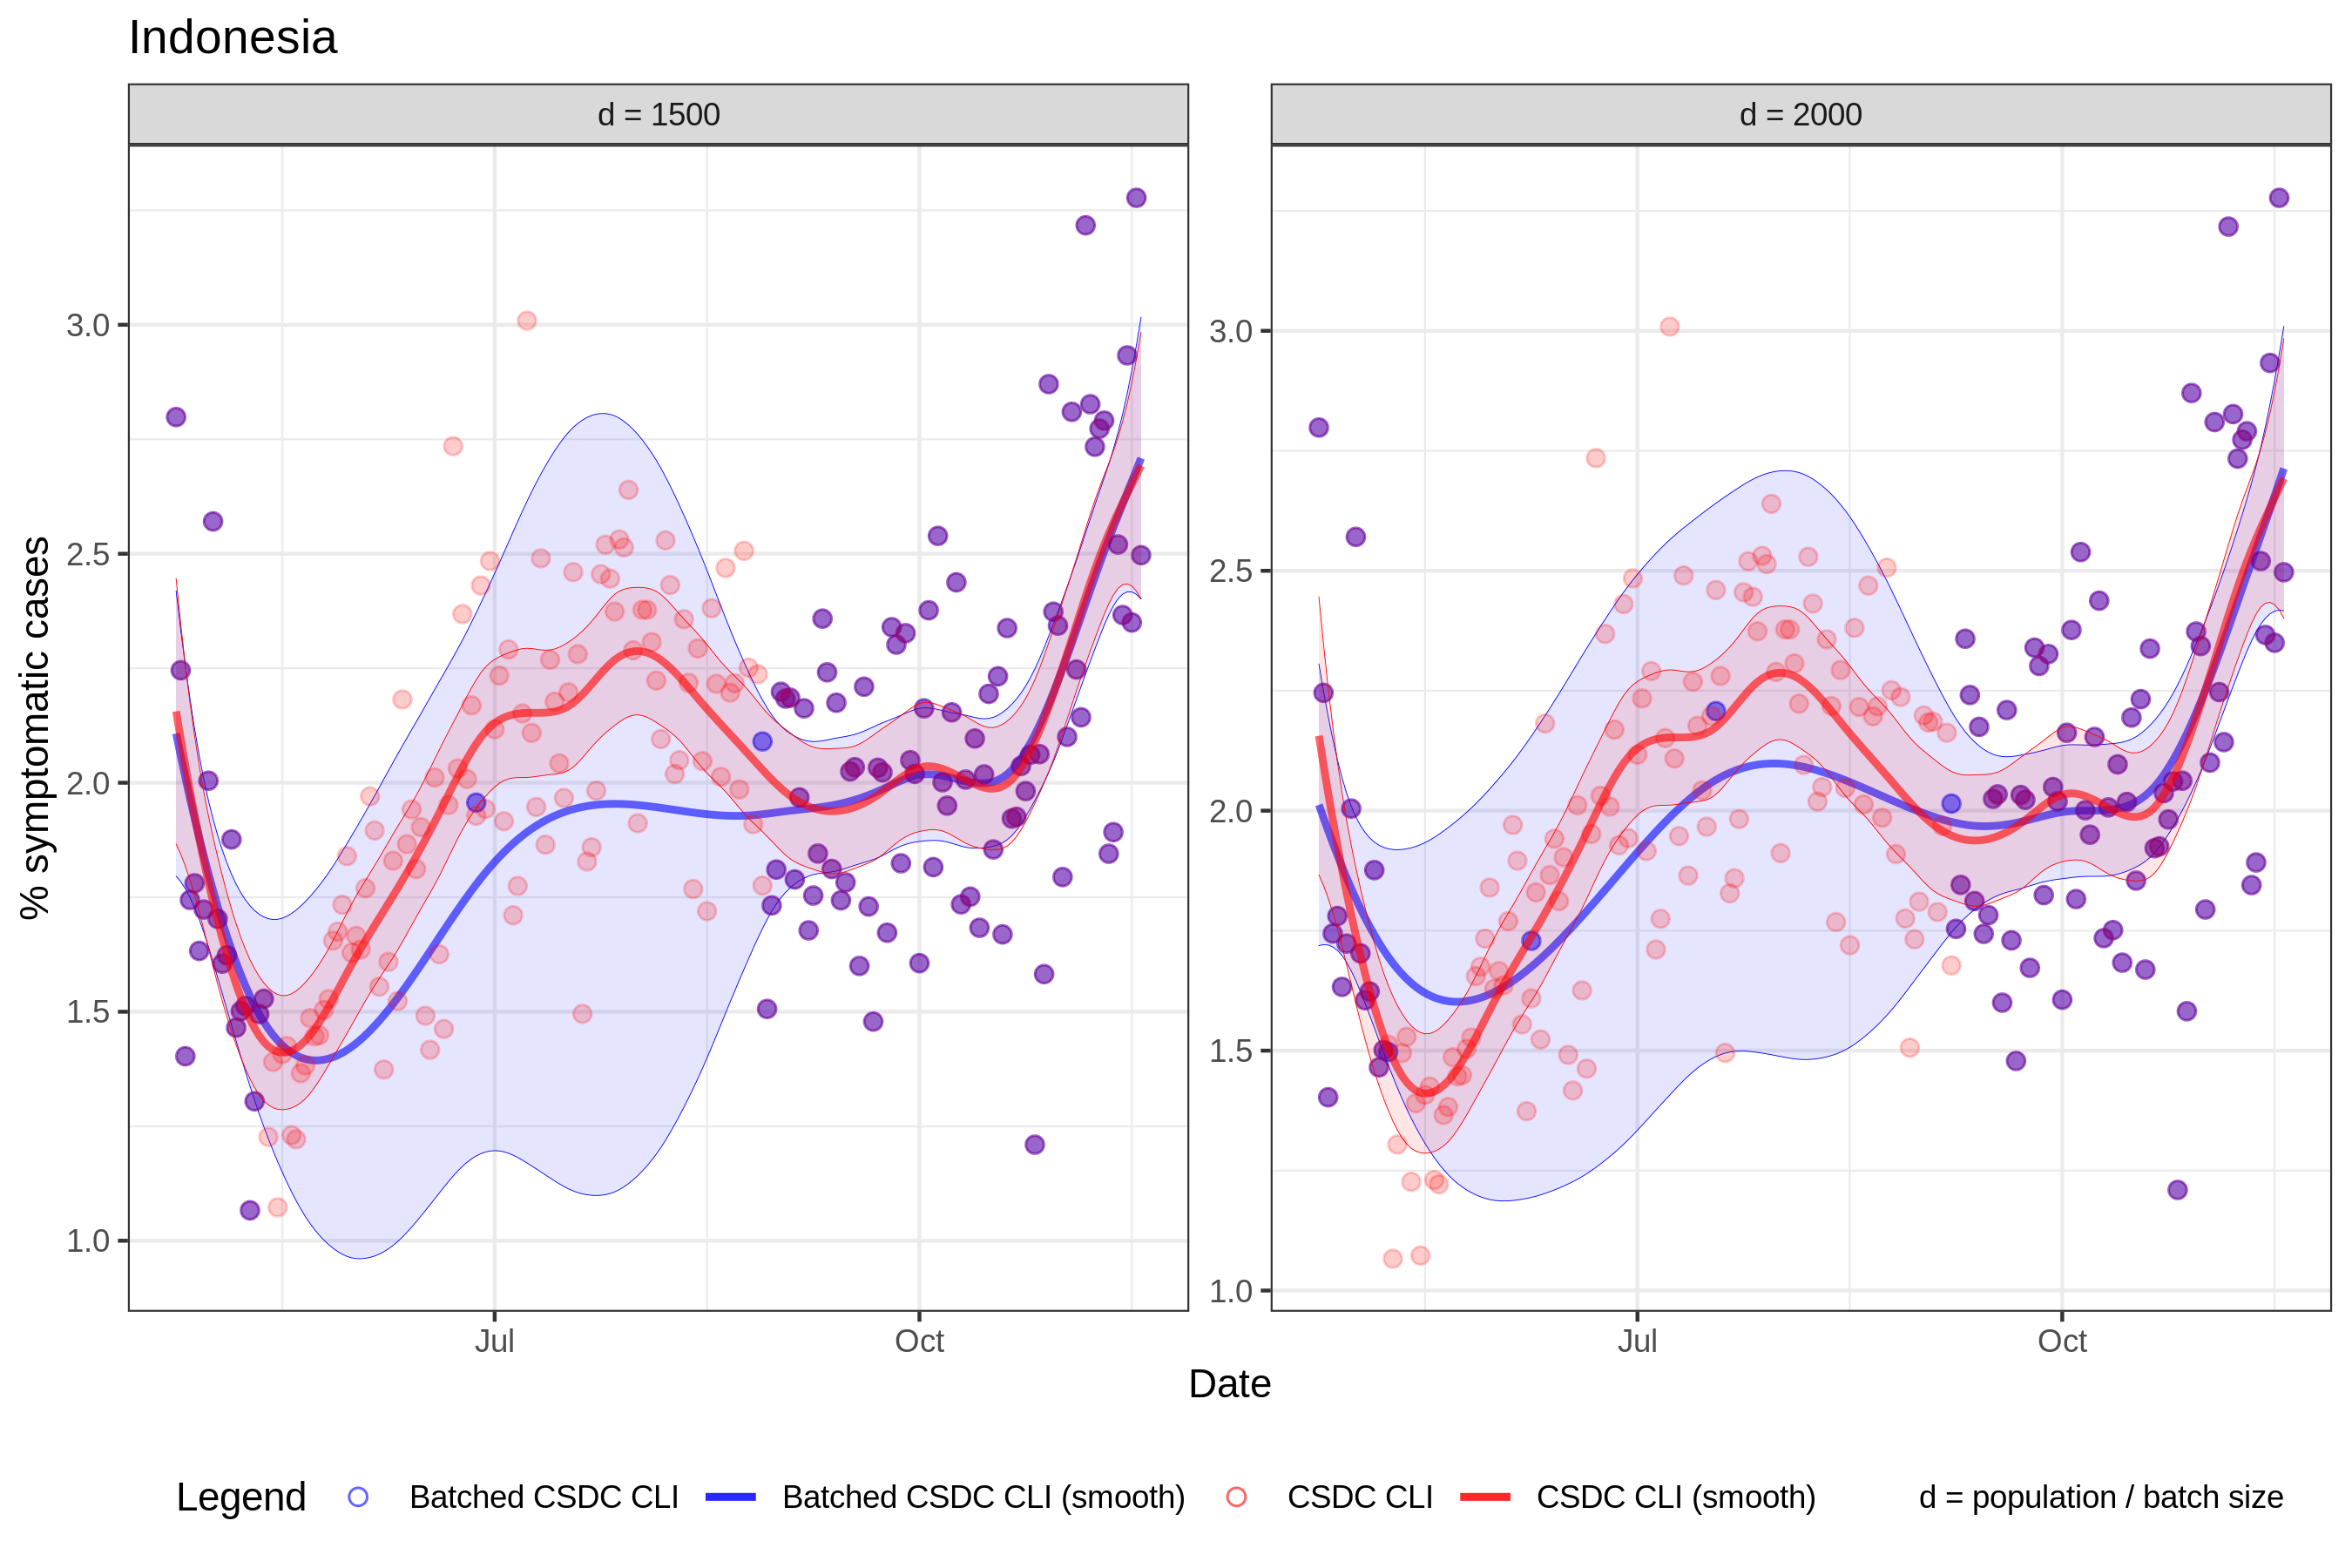 Indonesia
d = 1500
d = 2000
% symptomatic cases
3.0
2.5
2.0
1.5
1.0
3.0
2.5
2.0
1.5
1.0
Jul
Oct
Jul
Oct
Date
Legend
Batched CSDC CLI
Batched CSDC CLI (smooth)
CSDC CLI
CSDC CLI (smooth)
d = population / batch size